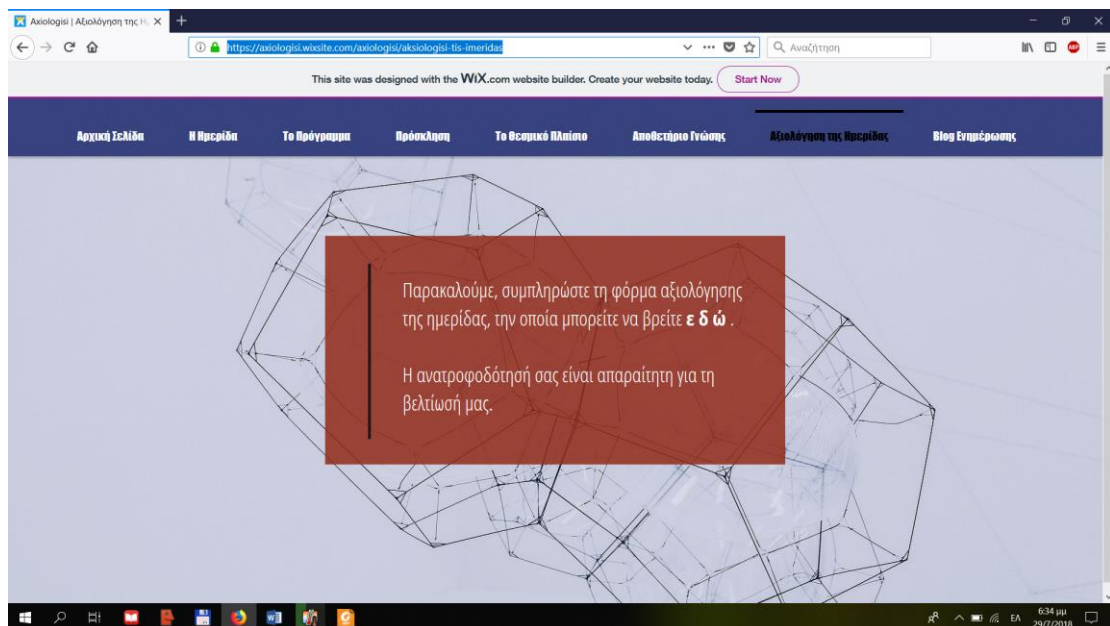 Axiologisi | Αξιολόγηση της Η
https://axiologisi.wixsite.com/axiologisi/aksiologisi-tis-imeridas
Αναζήτηση
ABP
This site was designed with the WiX.com website builder. Create your website today. Start Now
Αρχική Σελίδα Η Ημερίδα Το Πρόγραμμα Πρόσκληση Το Θεσμικό Πλαίσιο Αποθετήριο Γνώσης Αξιολόγηση της Ημερίδας Blog Ενημέρωσης
Παρακαλούμε, συμπληρώστε τη φόρμα αξιολόγησης
της ημερίδας, την οποία μπορείτε να βρείτε ε δ ώ .
Η ανατροφοδότησή σας είναι απαραίτητη για τη
βελτίωσή μας.
ΕΛ
6:34 μμ
29/7/2018